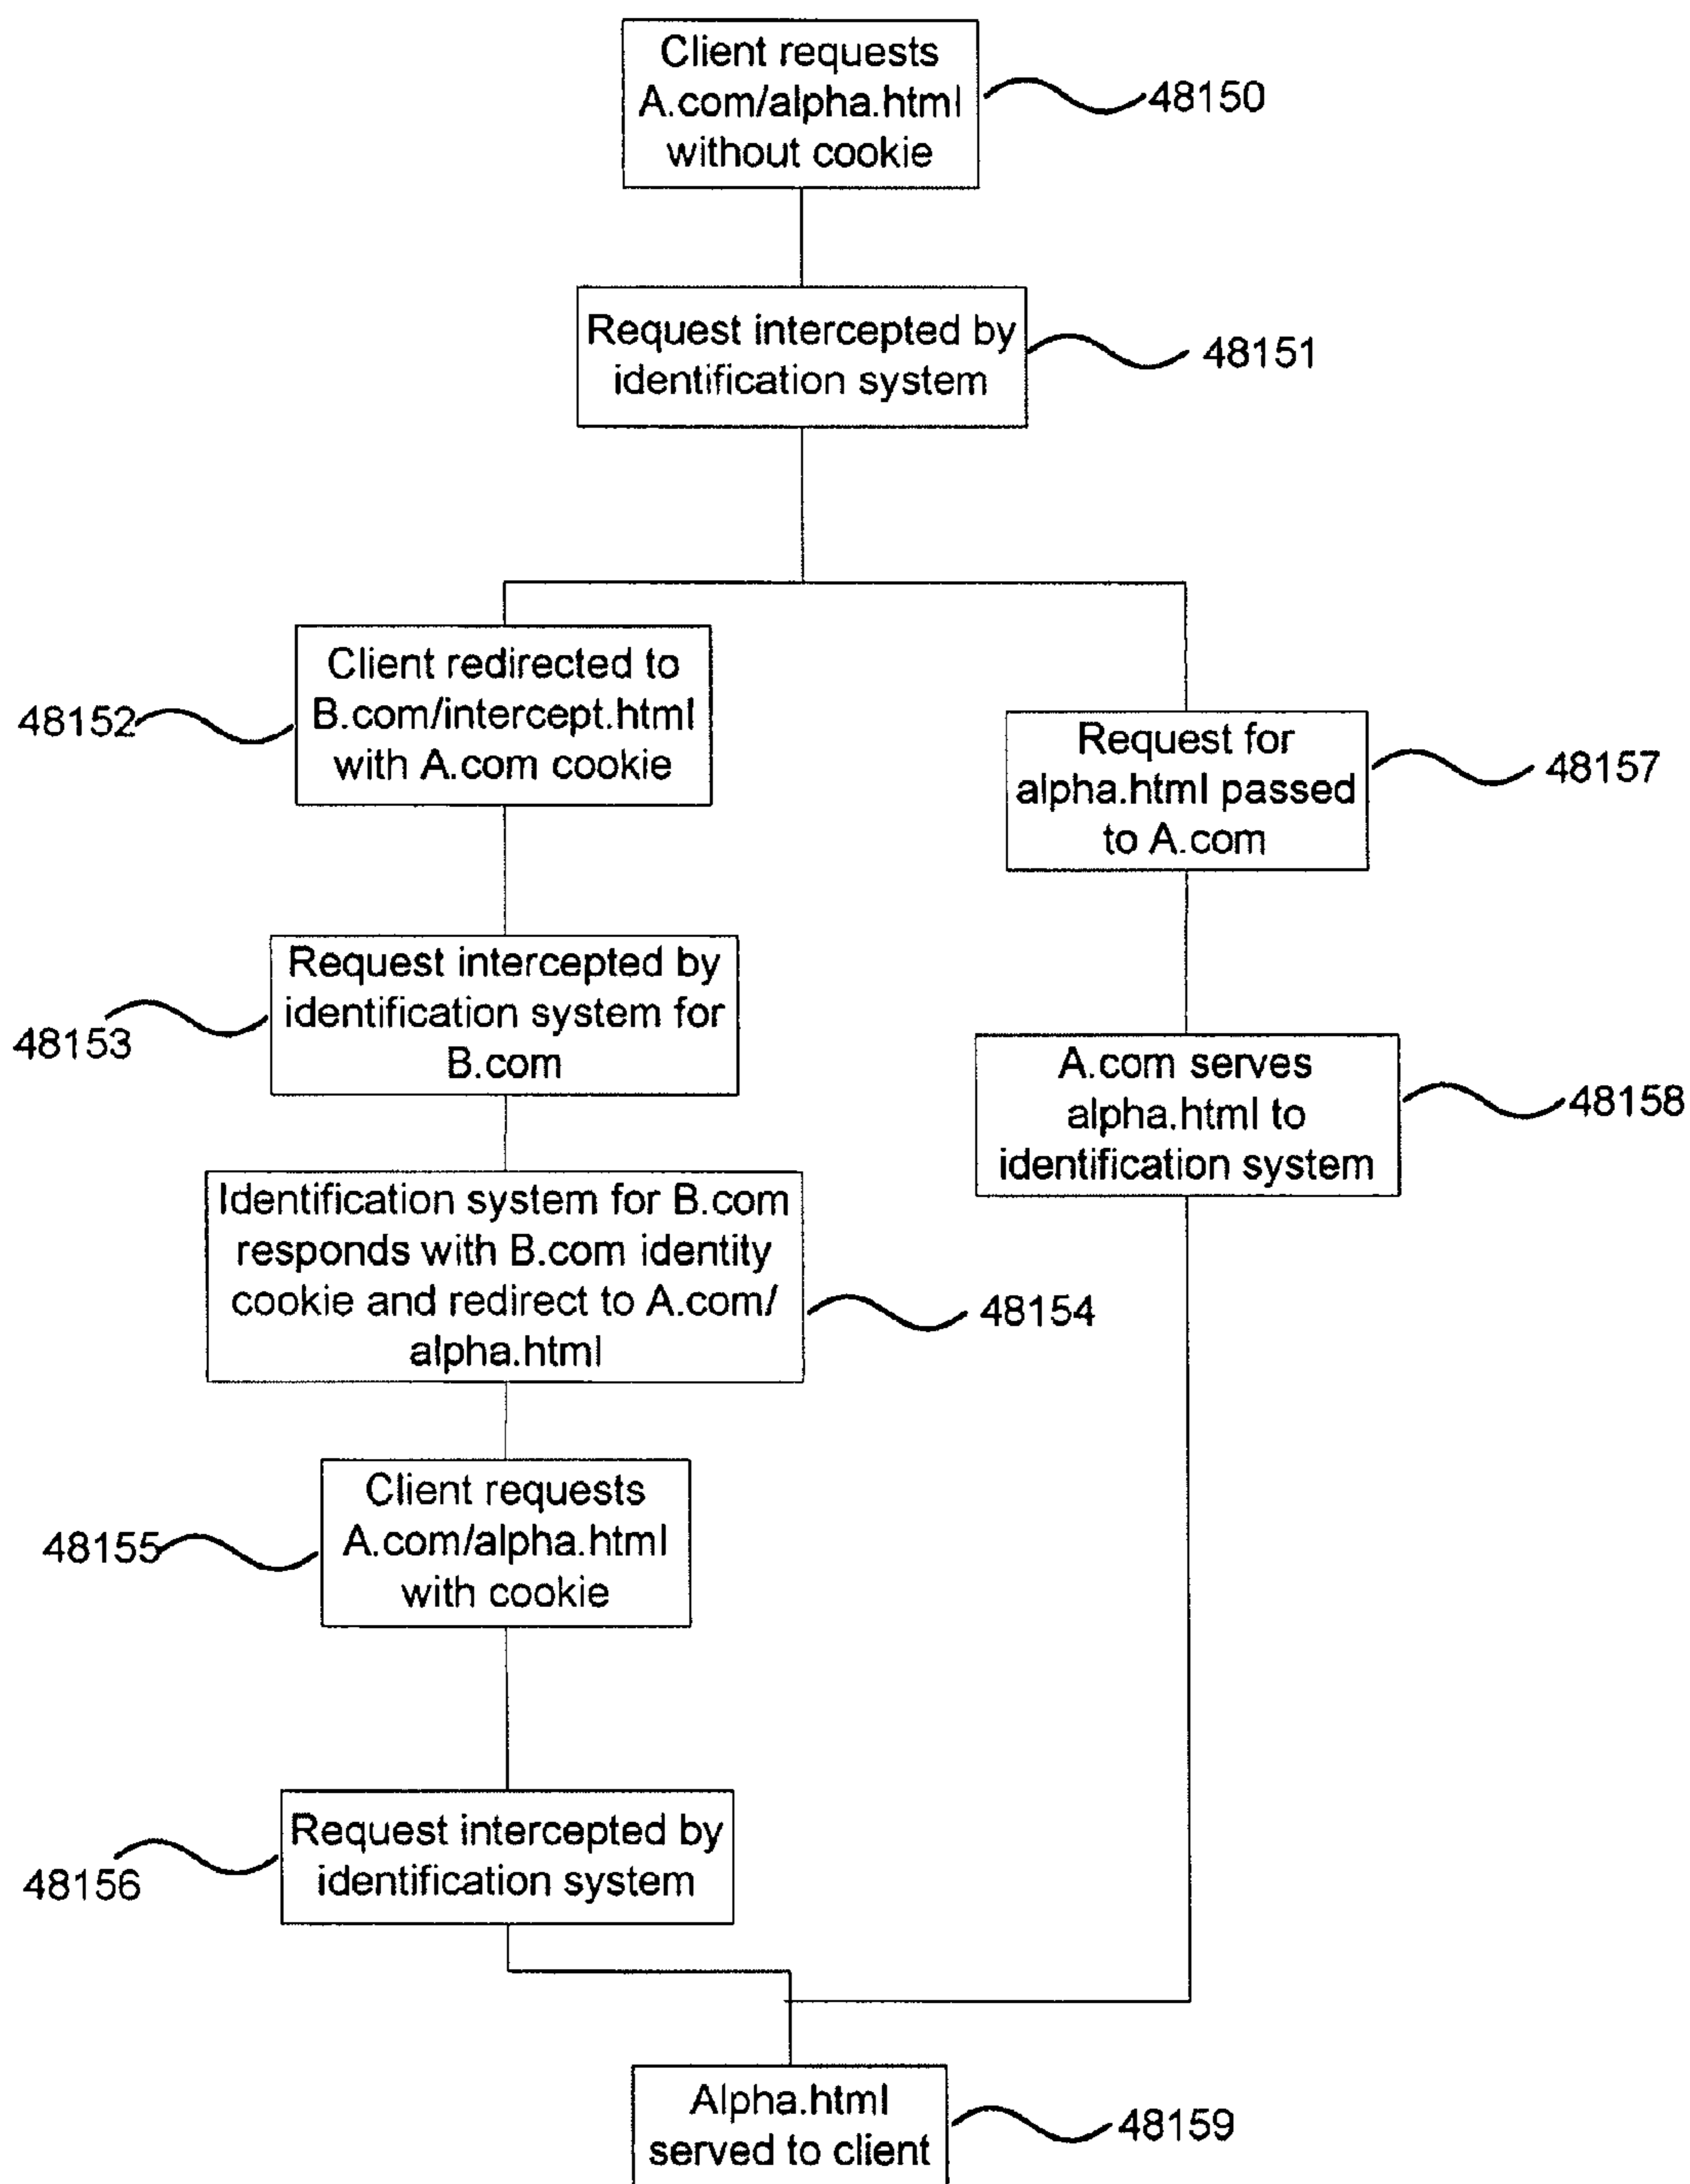 Client requests
A.com/alpha.html
without cookie
48150
Request intercepted by
identification system
48151
Client redirected to
B.com/intercept.html
with A.com cookie
48152
Request for
alpha.html passed
to A.com
48157
Request intercepted by
identification system for
B.com
48153
A.com serves
alpha.html to
identification system
48158
Identification system for B.com
responds with B.com identity
cookie and redirect to A.com/
alpha.html
48154
Client requests
A.com/alpha.html
with cookie
48155
Request intercepted by
identification system
48156
Alpha.html
served to client
48159